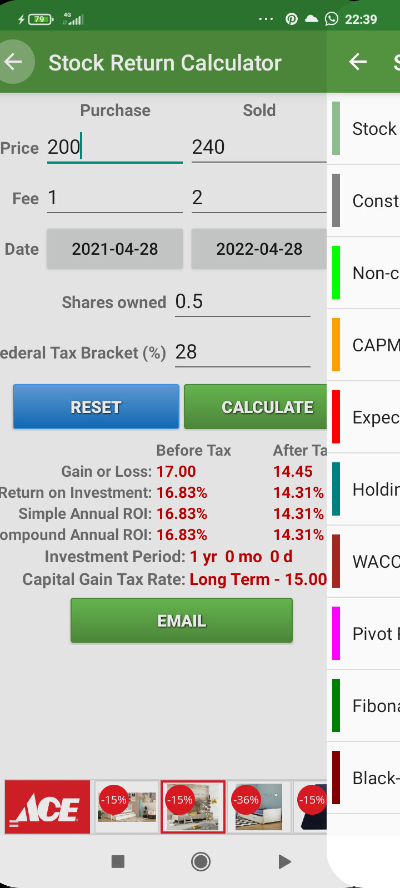 79 4G ... 22:39
Stock Return Calculator
Purchase Sold
Price 200 240
Fee 1 2
Date 2021-04-28 2022-04-28
Shares owned 0.5
ederal Tax Bracket (%) 28
RESET CALCULATE
Before Tax After Ta
Gain or Loss: 17.00 14.45
Return on Investment: 16.83% 14.31%
Simple Annual ROI: 16.83% 14.31%
ompound Annual ROI: 16.83% 14.31%
Investment Period: 1 yr 0 mo 0 d
Capital Gain Tax Rate: Long Term - 15.00
EMAIL
ACE -15% -15% -36% -15%
S
Stock
Const
Non-c
CAPM
Expec
Holdin
WACC
Pivot
Fibona
Black-